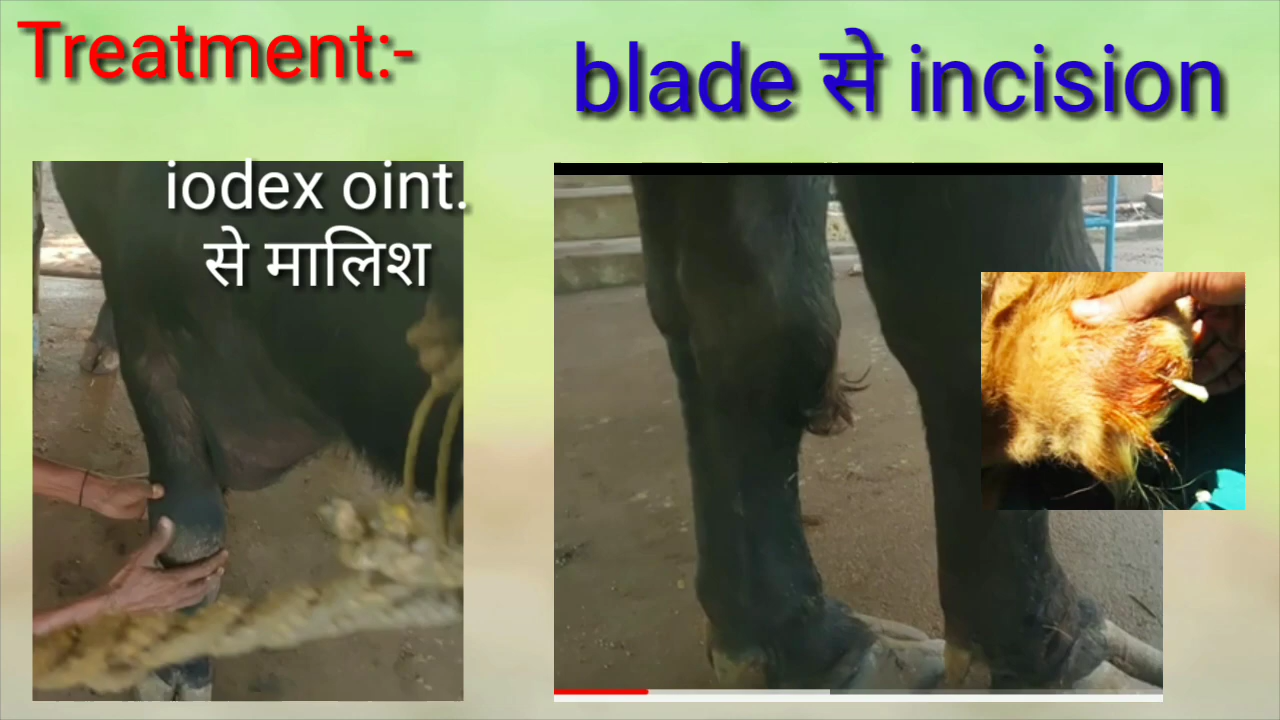 Treatment:-
blade से incision
iodex oint.
से मालिश